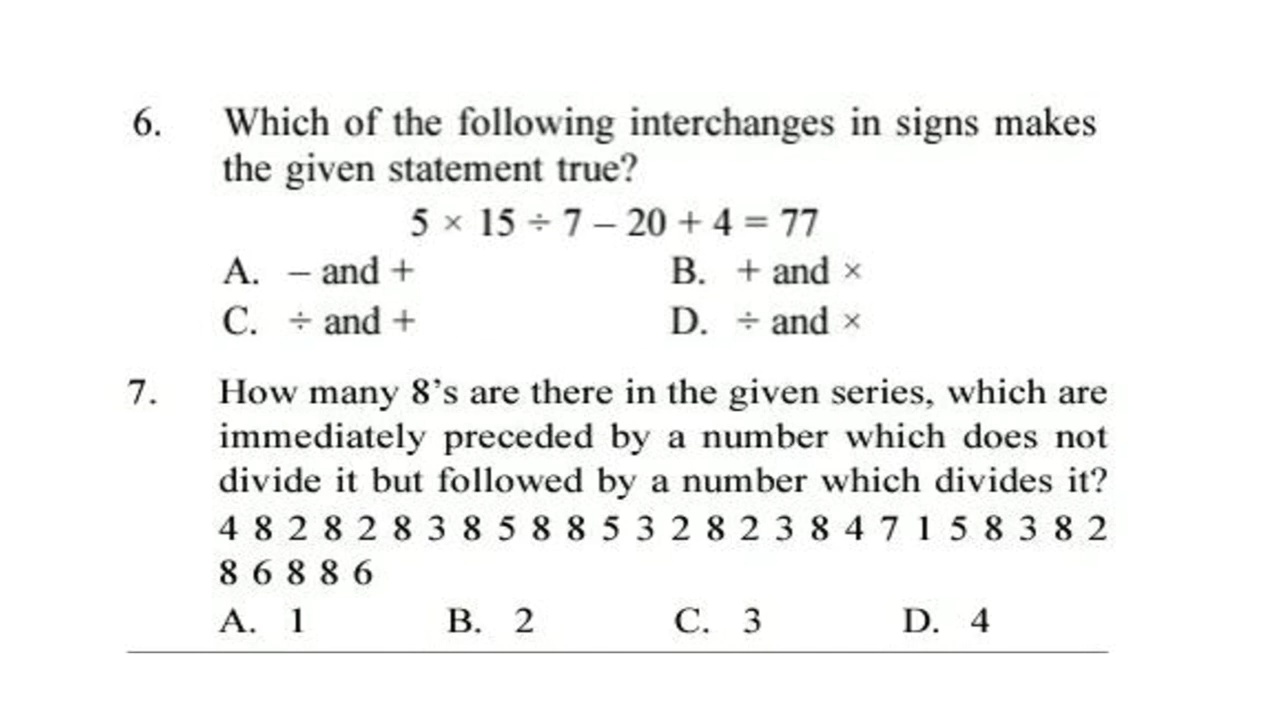 6. Which of the following interchanges in signs makes
the given statement true?
5 × 15 ÷ 7 – 20 + 4 = 77
A. – and + B. + and ×
C. ÷ and + D. ÷ and ×
7. How many 8's are there in the given series, which are
immediately preceded by a number which does not
divide it but followed by a number which divides it?
4 8 2 8 2 8 3 8 5 8 8 5 3 2 8 2 3 8 4 7 1 5 8 3 8 2
8 6 8 8 6
A. 1 B. 2 C. 3 D. 4